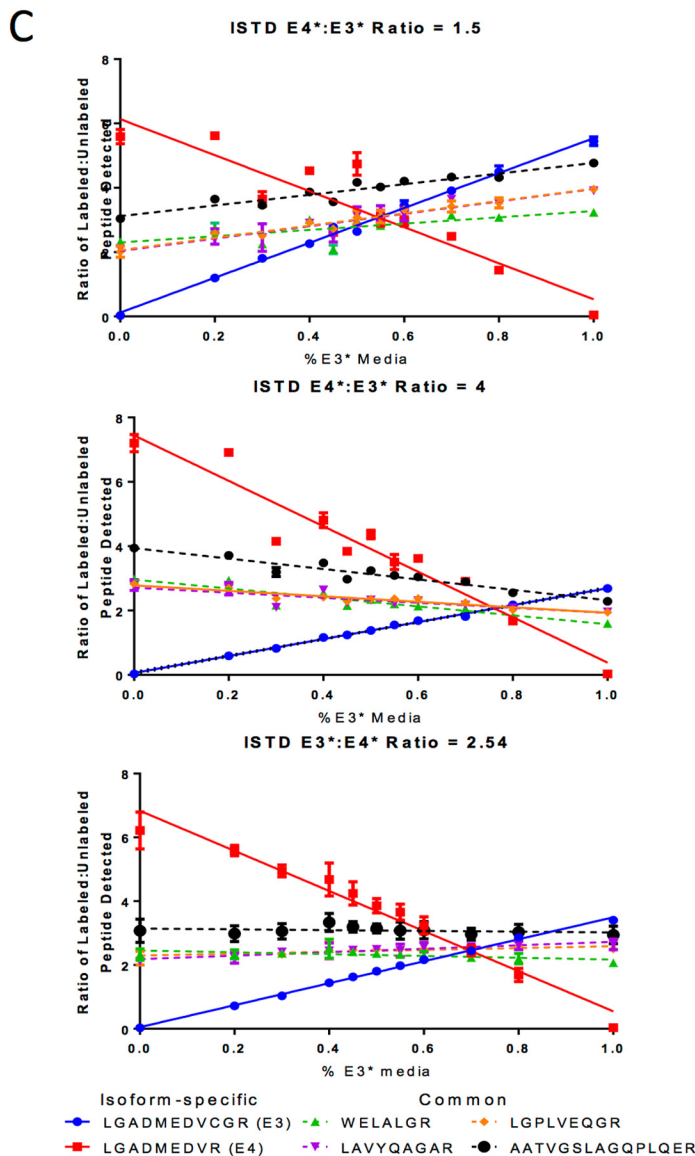 C
ISTD E4*:E3* Ratio = 1.5
Ratio of Labeled:Unlabeled
Peptide Detected
8
6
4
2
0
0.0 0.2 0.4 0.6 0.8 1.0
%E3* Media
ISTD E4*:E3* Ratio = 4
Ratio of Labeled:Unlabeled
Peptide Detected
8
6
4
2
0
0.0 0.2 0.4 0.6 0.8 1.0
%E3* Media
ISTD E3*:E4* Ratio = 2.54
Ratio of Labeled:Unlabeled
Peptide Detected
8
6
4
2
0
0.0 0.2 0.4 0.6 0.8 1.0
% E3* media
Isoform-specific Common
LGADMEDVCGR (E3) WELALGR LGPLVEQGR
LGADMEDVR (E4) LAVYQAGAR AATVGSLAGQPLQER